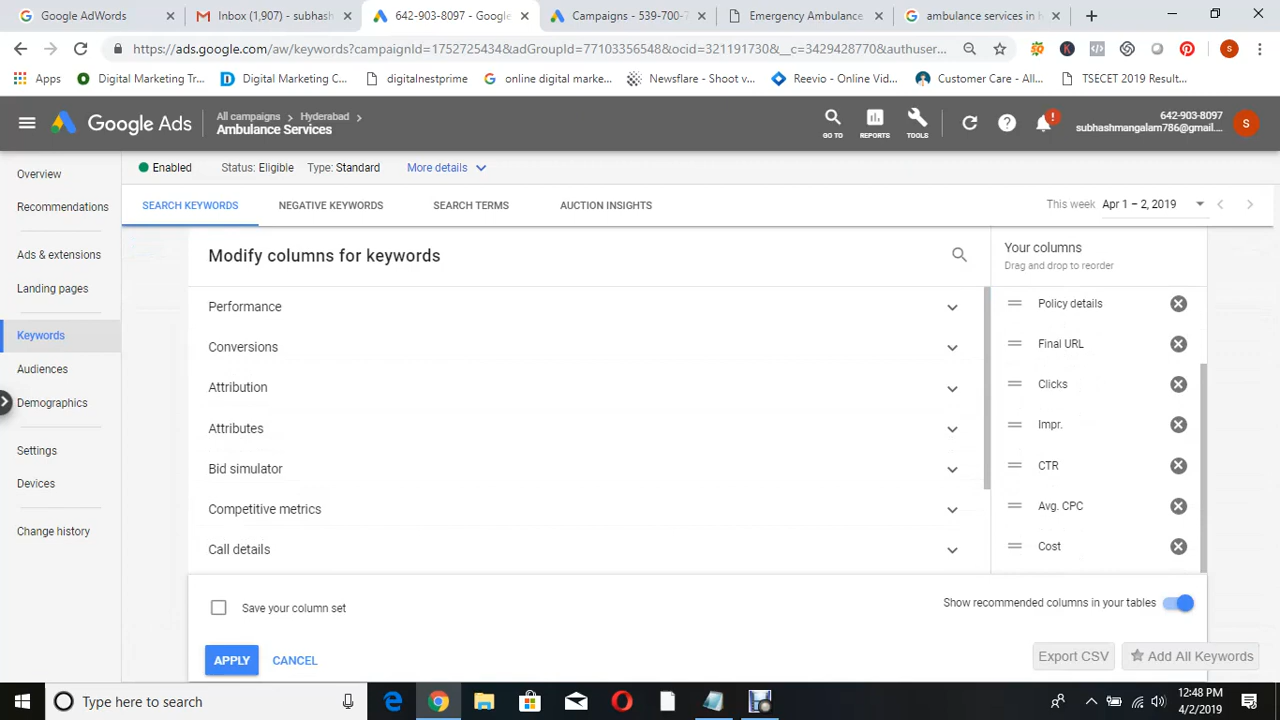 Google AdWords
Inbox (1,907) - subhash
642-903-8097 - Google
Campaigns - 539-700-7
Emergency Ambulance
ambulance services in h
https://ads.google.com/aw/keywords?campaignId=1752725434&adGroupId=77103356548&ocid=321191730&__c=3429428770&authuser...
Apps
Digital Marketing Tr...
Digital Marketing C...
digitalnestprime
online digital marke...
Newsflare - Shoot v...
Reevio - Online Vid...
Customer Care - Al...
TSECET 2019 Result...
Google Ads
All campaigns > Hyderabad >
Ambulance Services
GO TO
REPORTS
TOOLS
642-903-8097
subhashmangalam786@gmail....
S
Enabled
Status: Eligible
Type: Standard
More details
SEARCH KEYWORDS
NEGATIVE KEYWORDS
SEARCH TERMS
AUCTION INSIGHTS
This week Apr 1 – 2, 2019
Overview
Recommendations
Ads & extensions
Landing pages
Keywords
Audiences
Demographics
Settings
Devices
Change history
Modify columns for keywords
Performance
Conversions
Attribution
Attributes
Bid simulator
Competitive metrics
Call details
Your columns
Drag and drop to reorder
Policy details
Final URL
Clicks
Impr.
CTR
Avg. CPC
Cost
Save your column set
Show recommended columns in your tables
APPLY
CANCEL
Export CSV
Add All Keywords
Type here to search
12:48 PM
4/2/2019